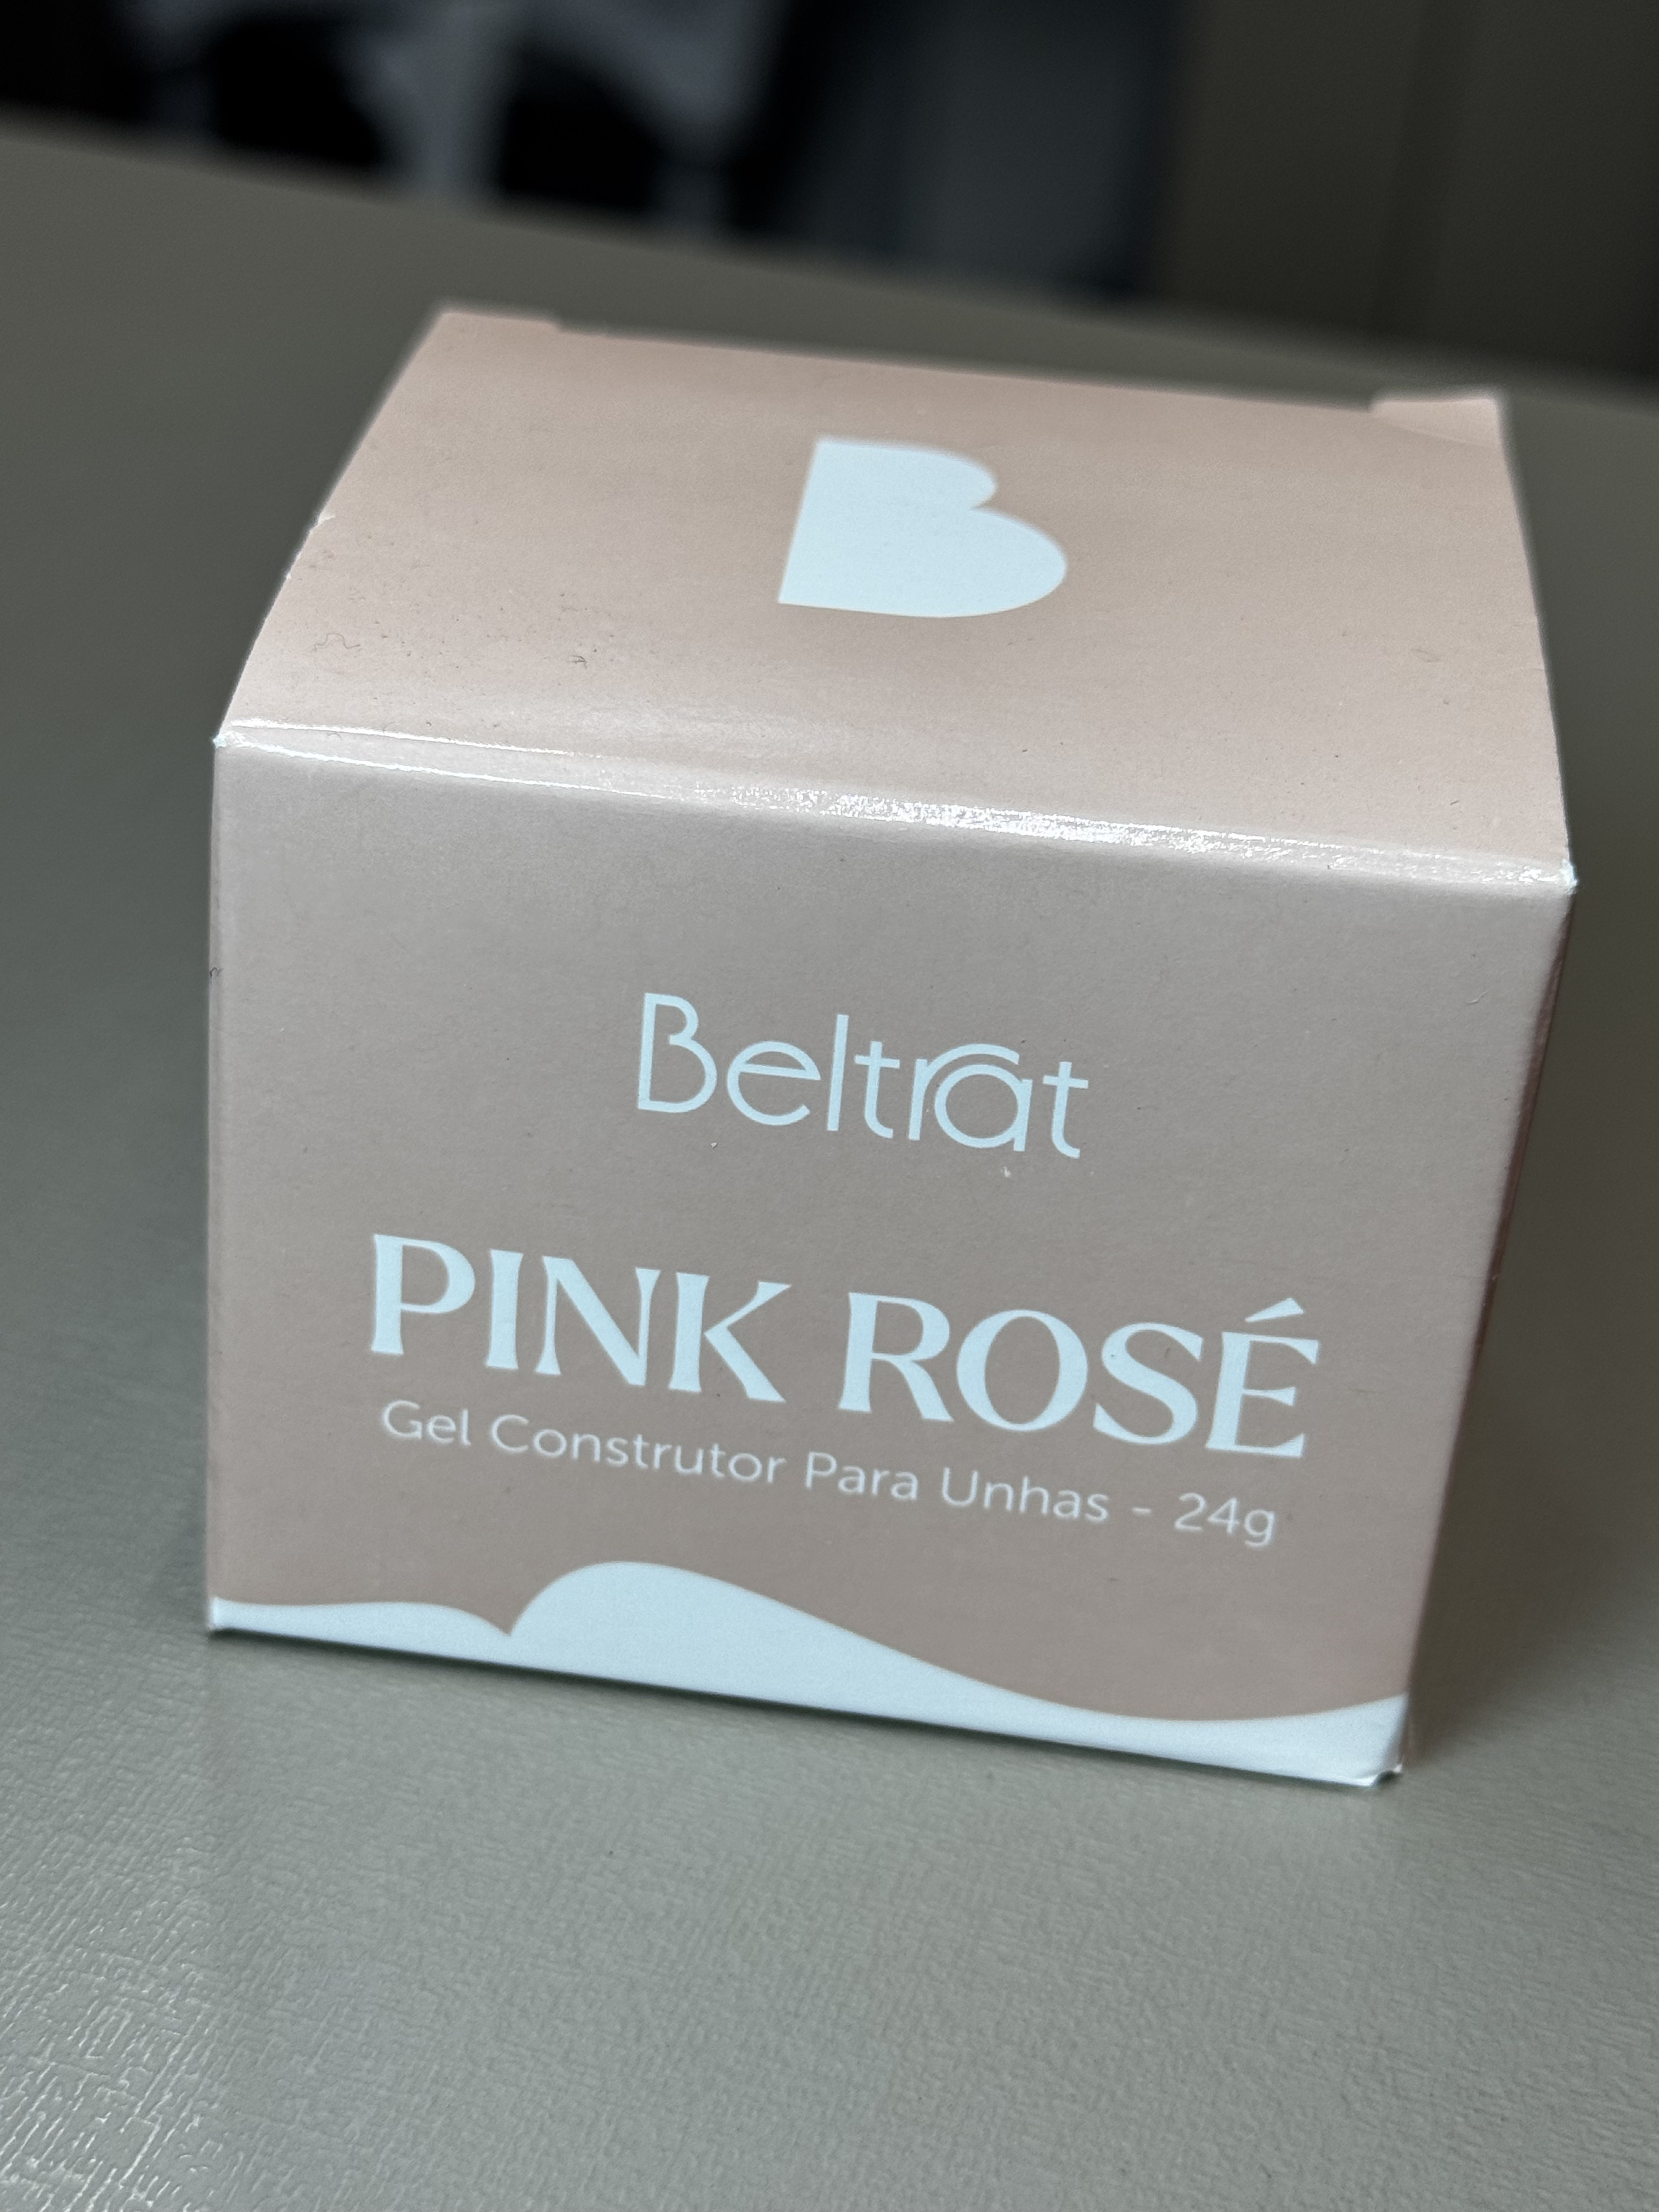 B
Beltrat
PINK ROSÉ
Gel Construtor Para Unhas - 24g